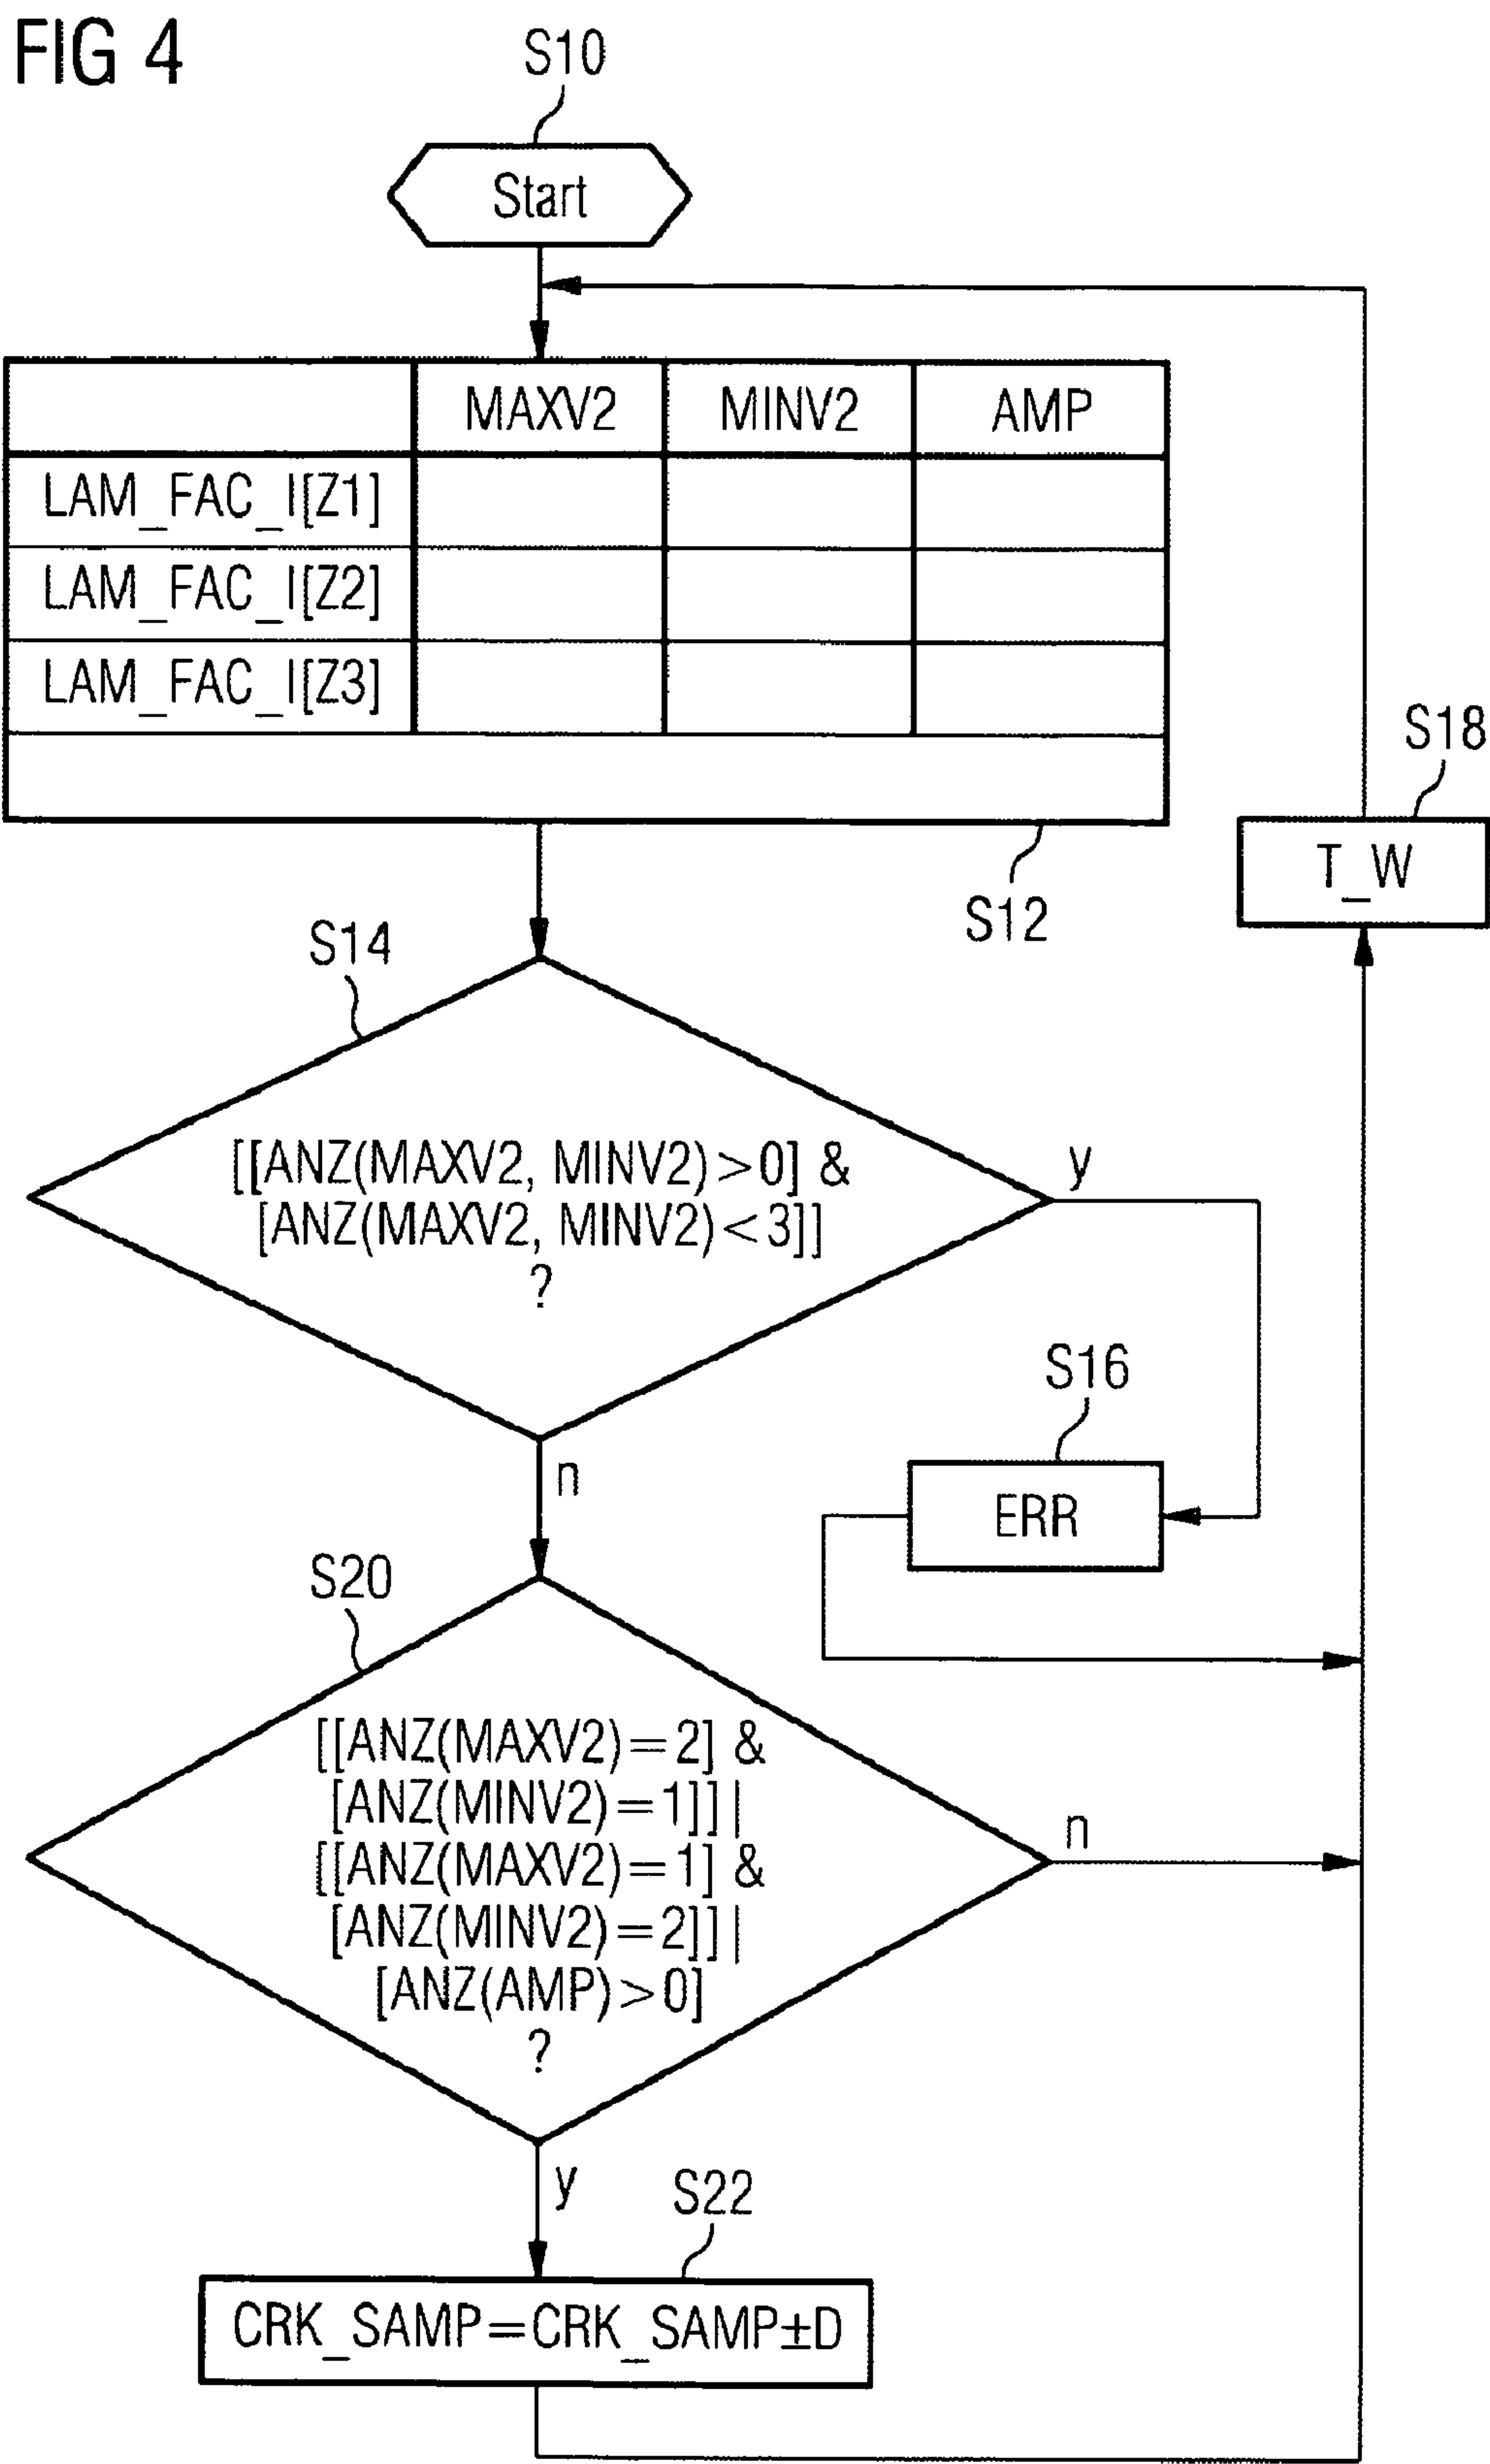 FIG 4
S10
Start
MAXV2 MINV2 AMP
LAM_FAC_I[Z1]
LAM_FAC_I[Z2]
LAM_FAC_I[Z3]
S18
T_W
S12
S14
[[ANZ(MAXV2, MINV2)>0] &
[ANZ(MAXV2, MINV2)<3]]
?
y
n
S16
ERR
S20
[[ANZ(MAXV2)=2] &
[ANZ(MINV2)=1]]|
[[ANZ(MAXV2)=1] &
[ANZ(MINV2)=2]]|
[ANZ(AMP)>0]
?
n
y
S22
CRK_SAMP=CRK_SAMP±D